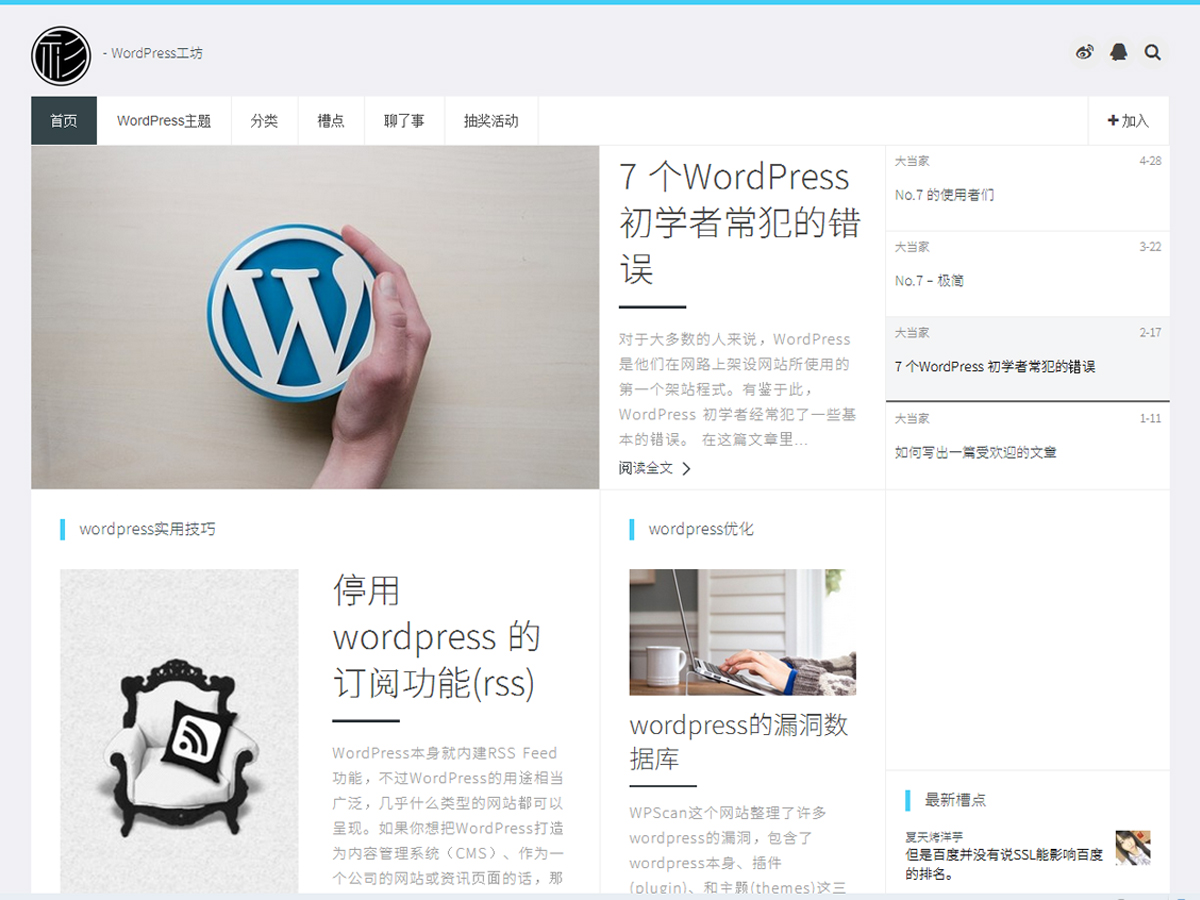 - WordPress工坊
首页
WordPress主题
分类
槽点
聊了事
抽奖活动
加入
7 个WordPress
初学者常犯的错
误
对于大多数的人来说，WordPress
是他们在网路上架设网站所使用的
第一个架站程式。有鉴于此，
WordPress 初学者经常犯了一些基
本的错误。 在这篇文章里...
阅读全文
大当家
4-28
No.7 的使用者们
大当家
3-22
No.7 – 极简
大当家
2-17
7 个WordPress 初学者常犯的错误
大当家
1-11
如何写出一篇受欢迎的文章
wordpress实用技巧
停用
wordpress 的
订阅功能(rss)
WordPress本身就内建RSS Feed
功能，不过WordPress的用途相当
广泛，几乎什么类型的网站都可以
呈现。如果你想把WordPress打造
为内容管理系统（CMS）、作为一
个公司的网站或资讯页面的话，那
wordpress优化
wordpress的漏洞数
据库
WPScan这个网站整理了许多
wordpress的漏洞，包含了
wordpress本身、插件
(plugin)、和主题(themes)这三
最新槽点
夏天烤洋芋
但是百度并没有说SSL能影响百度
的排名。